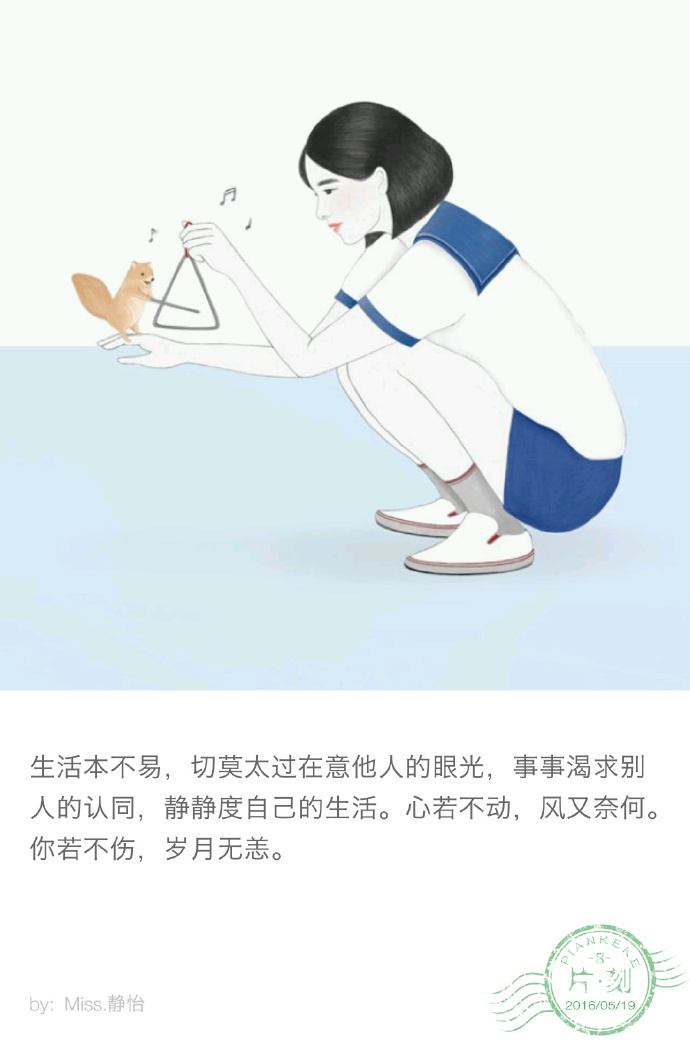 生活本不易，切莫太过在意他人的眼光，事事渴求别
人的认同，静静度自己的生活。心若不动，风又奈何。
你若不伤，岁月无恙。
PIANKEKE
片·刻
2016/05/19
by: Miss.静怡